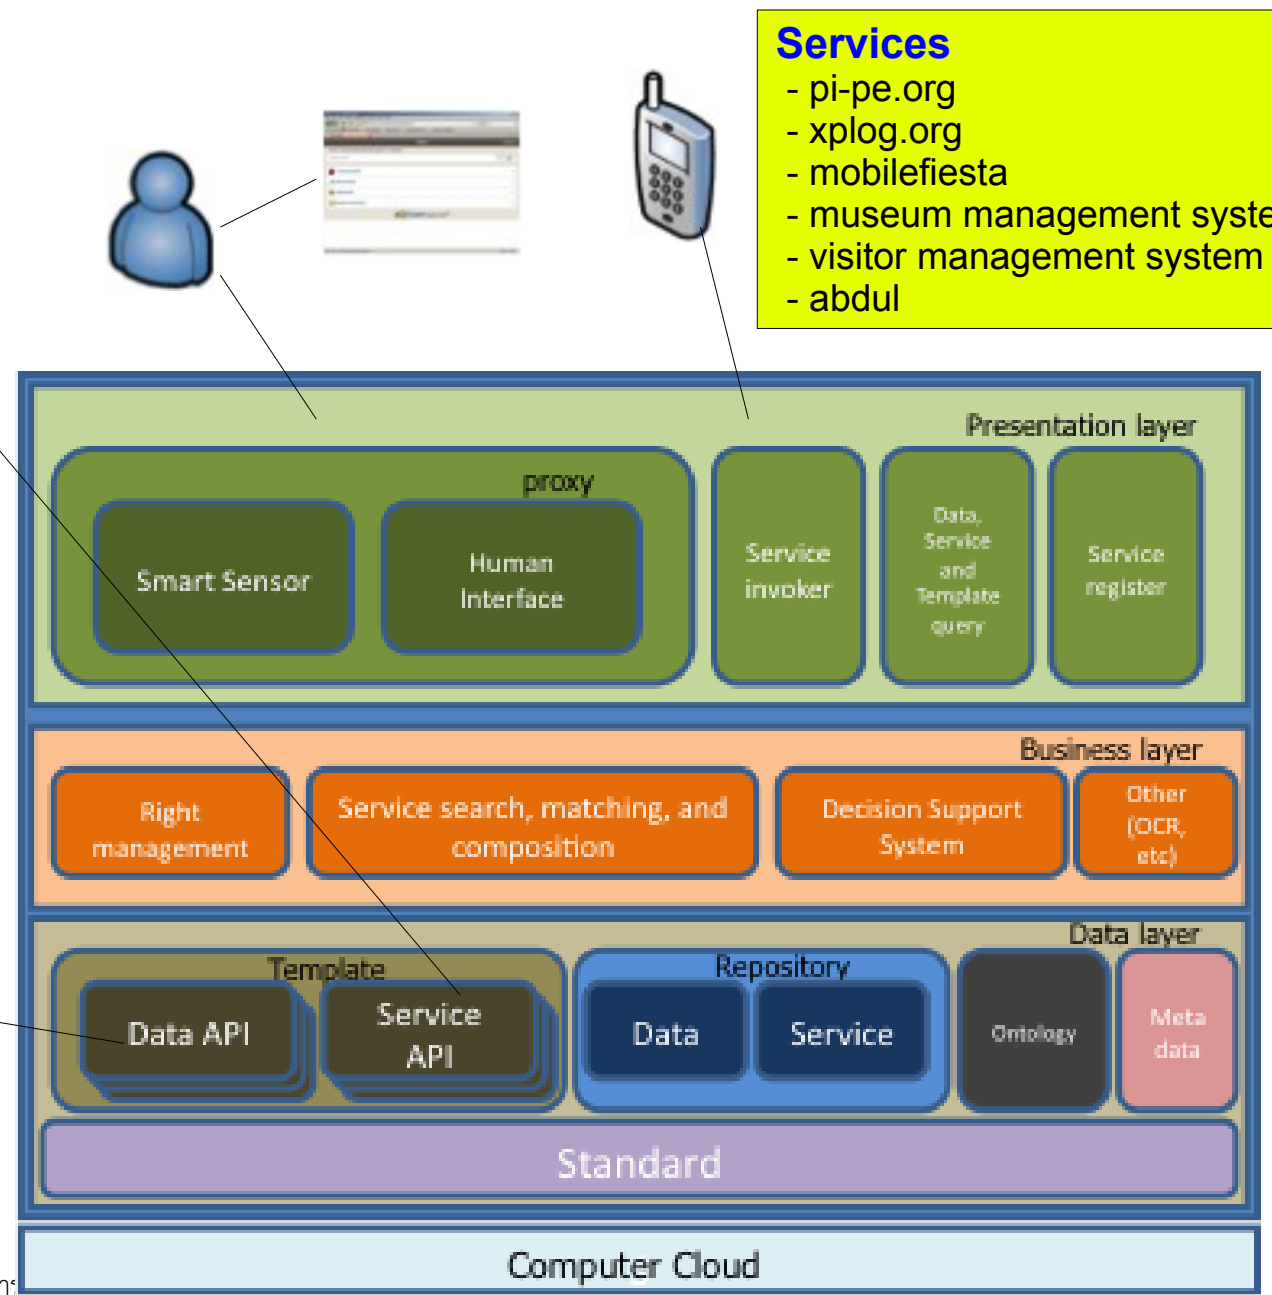 Services
- pi-pe.org
- xplog.org
- mobilefiesta
- museum management syste
- visitor management system
- abdul
Presentation layer
proxy
Smart Sensor
Human
Interface
Service
invoker
Data,
Service
and
Template
query
Service
register
Business layer
Right
management
Service search, matching, and
composition
Decision Support
System
Other
(OCR,
etc)
Data layer
Template
Data API
Service
API
Repository
Data
Service
Ontology
Meta
data
Standard
Computer Cloud